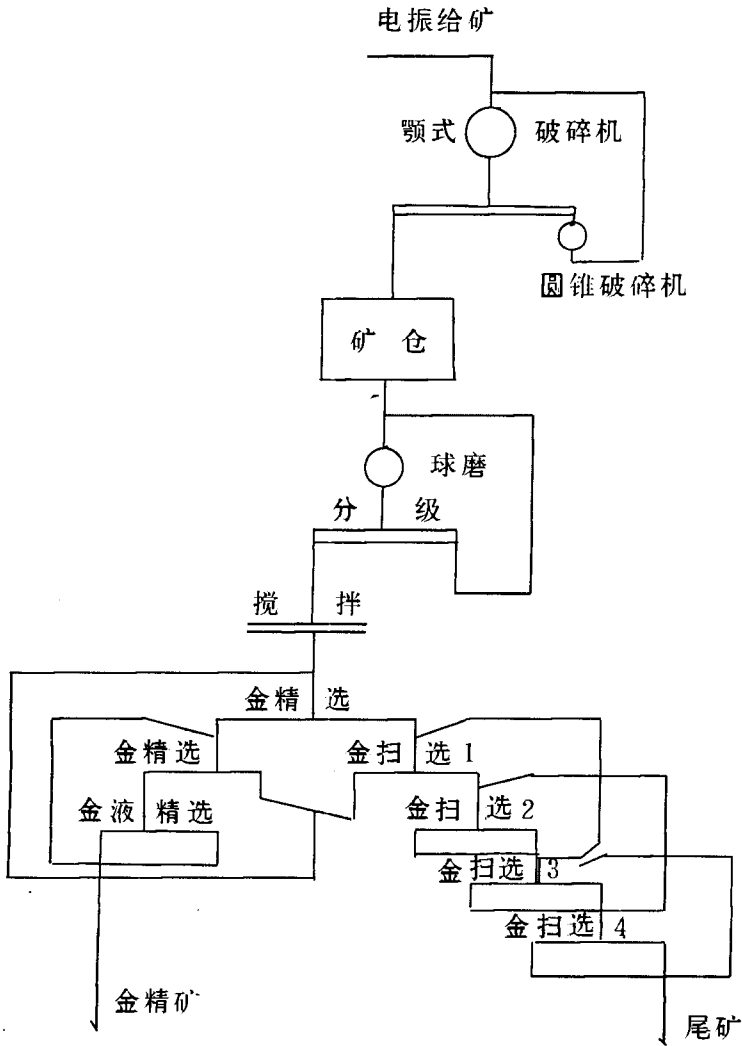 电振给矿
颚式 破碎机
圆锥破碎机
矿仓
球磨
分级
搅拌
金精选
金精选 金扫选1
金液精选 金扫选2
金扫选3
金扫选4
金精矿
尾矿